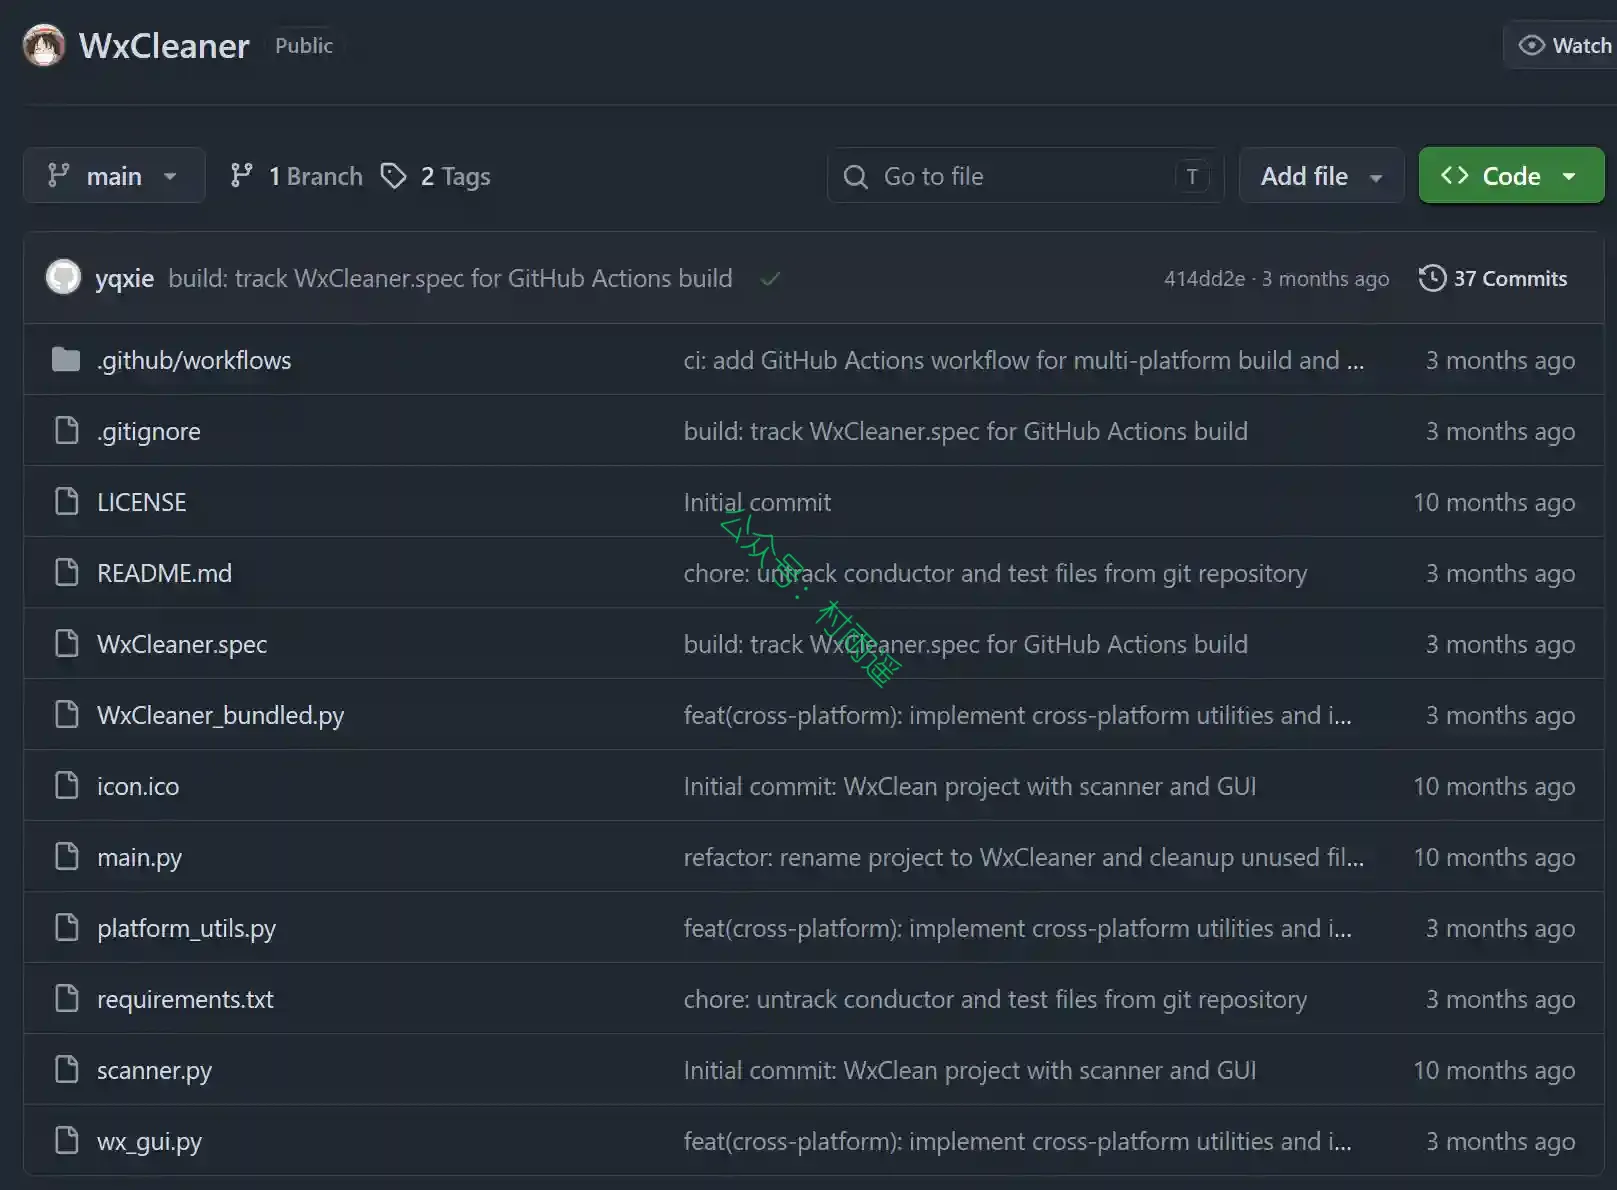 WxCleaner Public
Watch
main 1 Branch 2 Tags
Go to file T Add file Code
yqxie build: track WxCleaner.spec for GitHub Actions build 414dd2e · 3 months ago 37 Commits
.github/workflows ci: add GitHub Actions workflow for multi-platform build and ... 3 months ago
.gitignore build: track WxCleaner.spec for GitHub Actions build 3 months ago
LICENSE Initial commit 10 months ago
README.md chore: untrack conductor and test files from git repository 3 months ago
WxCleaner.spec build: track WxCleaner.spec for GitHub Actions build 3 months ago
WxCleaner_bundled.py feat(cross-platform): implement cross-platform utilities and i... 3 months ago
icon.ico Initial commit: WxClean project with scanner and GUI 10 months ago
main.py refactor: rename project to WxCleaner and cleanup unused fil... 10 months ago
platform_utils.py feat(cross-platform): implement cross-platform utilities and i... 3 months ago
requirements.txt chore: untrack conductor and test files from git repository 3 months ago
scanner.py Initial commit: WxClean project with scanner and GUI 10 months ago
wx_gui.py feat(cross-platform): implement cross-platform utilities and i... 3 months ago
公众号：村雨遥